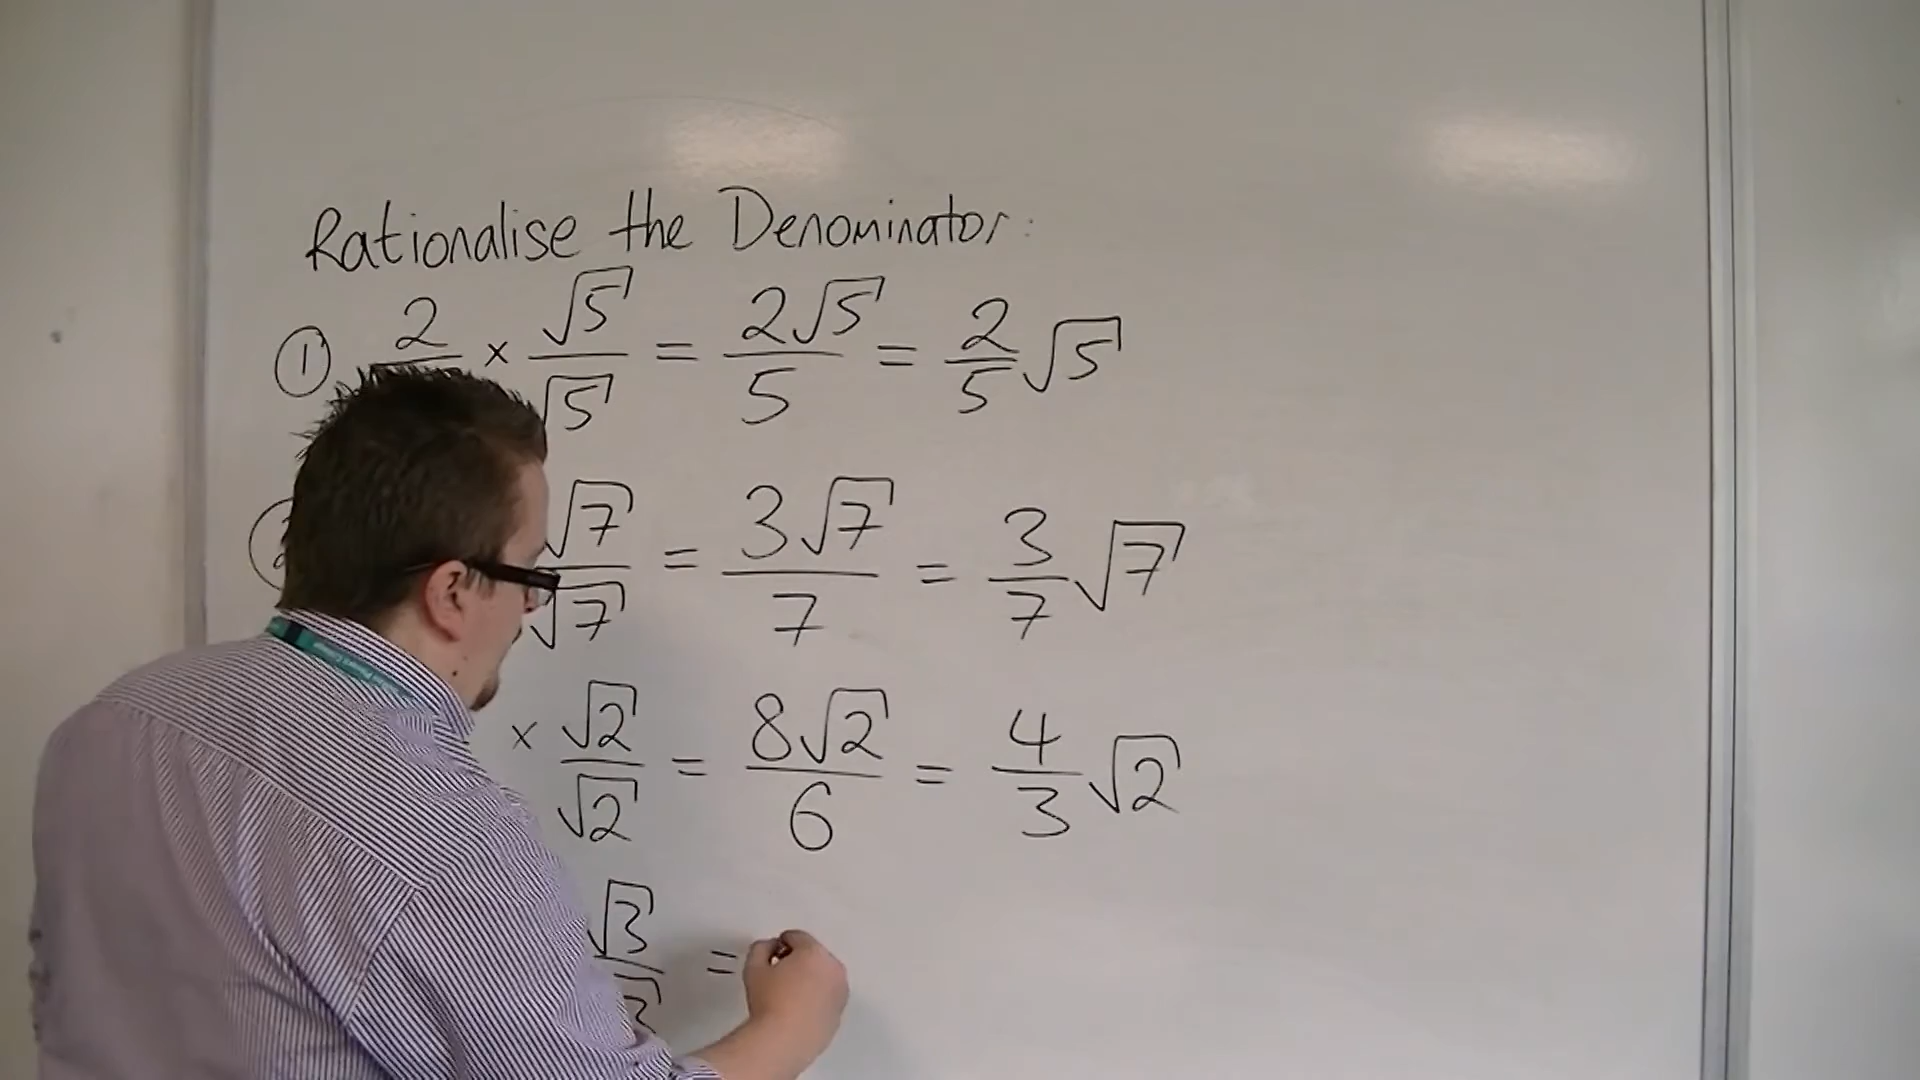 Rationalise the Denominator:
① 2 × √5/√5 = 2√5/5 = 2/5 √5
√7/√7 = 3√7/7 = 3/7 √7
× √2/√2 = 8√2/6 = 4/3 √2
√3/√3 =